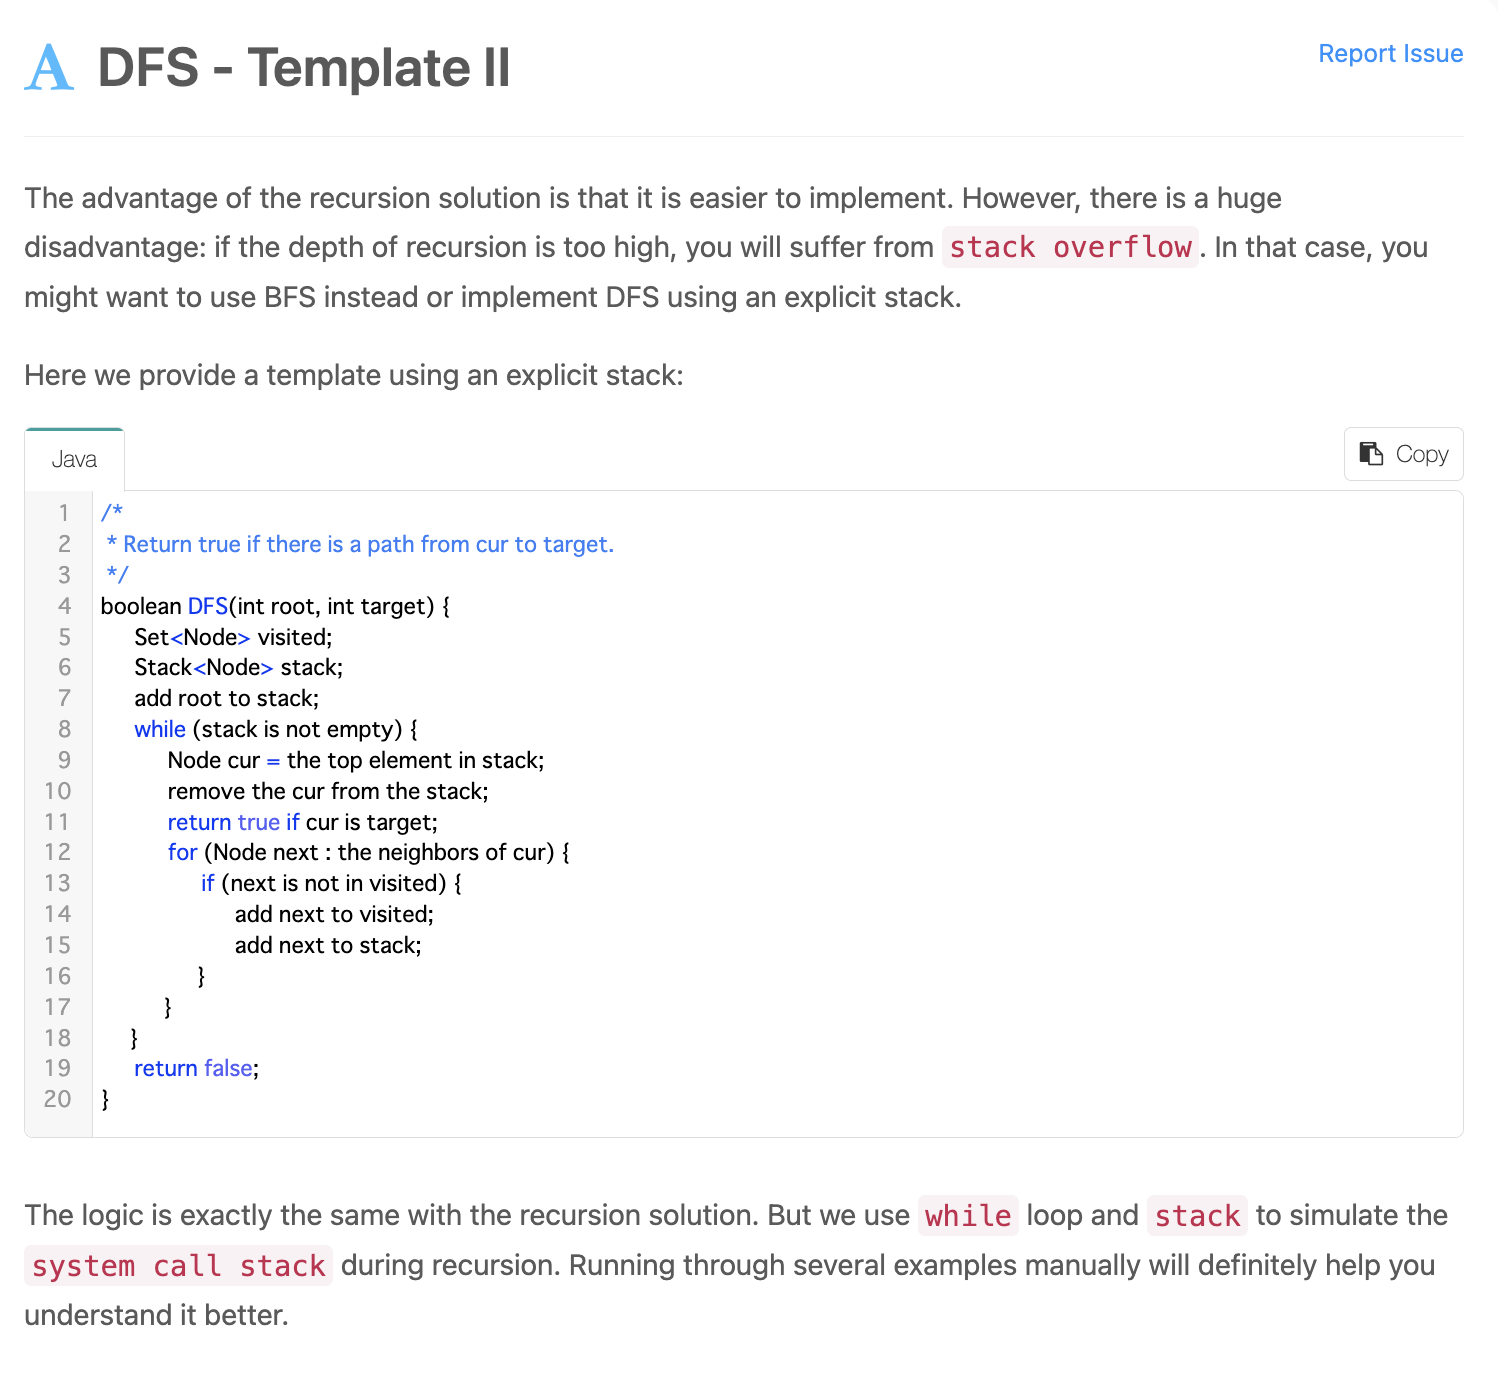 A DFS - Template II
Report Issue
The advantage of the recursion solution is that it is easier to implement. However, there is a huge
disadvantage: if the depth of recursion is too high, you will suffer from stack overflow. In that case, you
might want to use BFS instead or implement DFS using an explicit stack.
Here we provide a template using an explicit stack:
Java
Copy
1 /*
2 * Return true if there is a path from cur to target.
3 */
4 boolean DFS(int root, int target) {
5 Set<Node> visited;
6 Stack<Node> stack;
7 add root to stack;
8 while (stack is not empty) {
9 Node cur = the top element in stack;
10 remove the cur from the stack;
11 return true if cur is target;
12 for (Node next : the neighbors of cur) {
13 if (next is not in visited) {
14 add next to visited;
15 add next to stack;
16 }
17 }
18 }
19 return false;
20 }
The logic is exactly the same with the recursion solution. But we use while loop and stack to simulate the
system call stack during recursion. Running through several examples manually will definitely help you
understand it better.